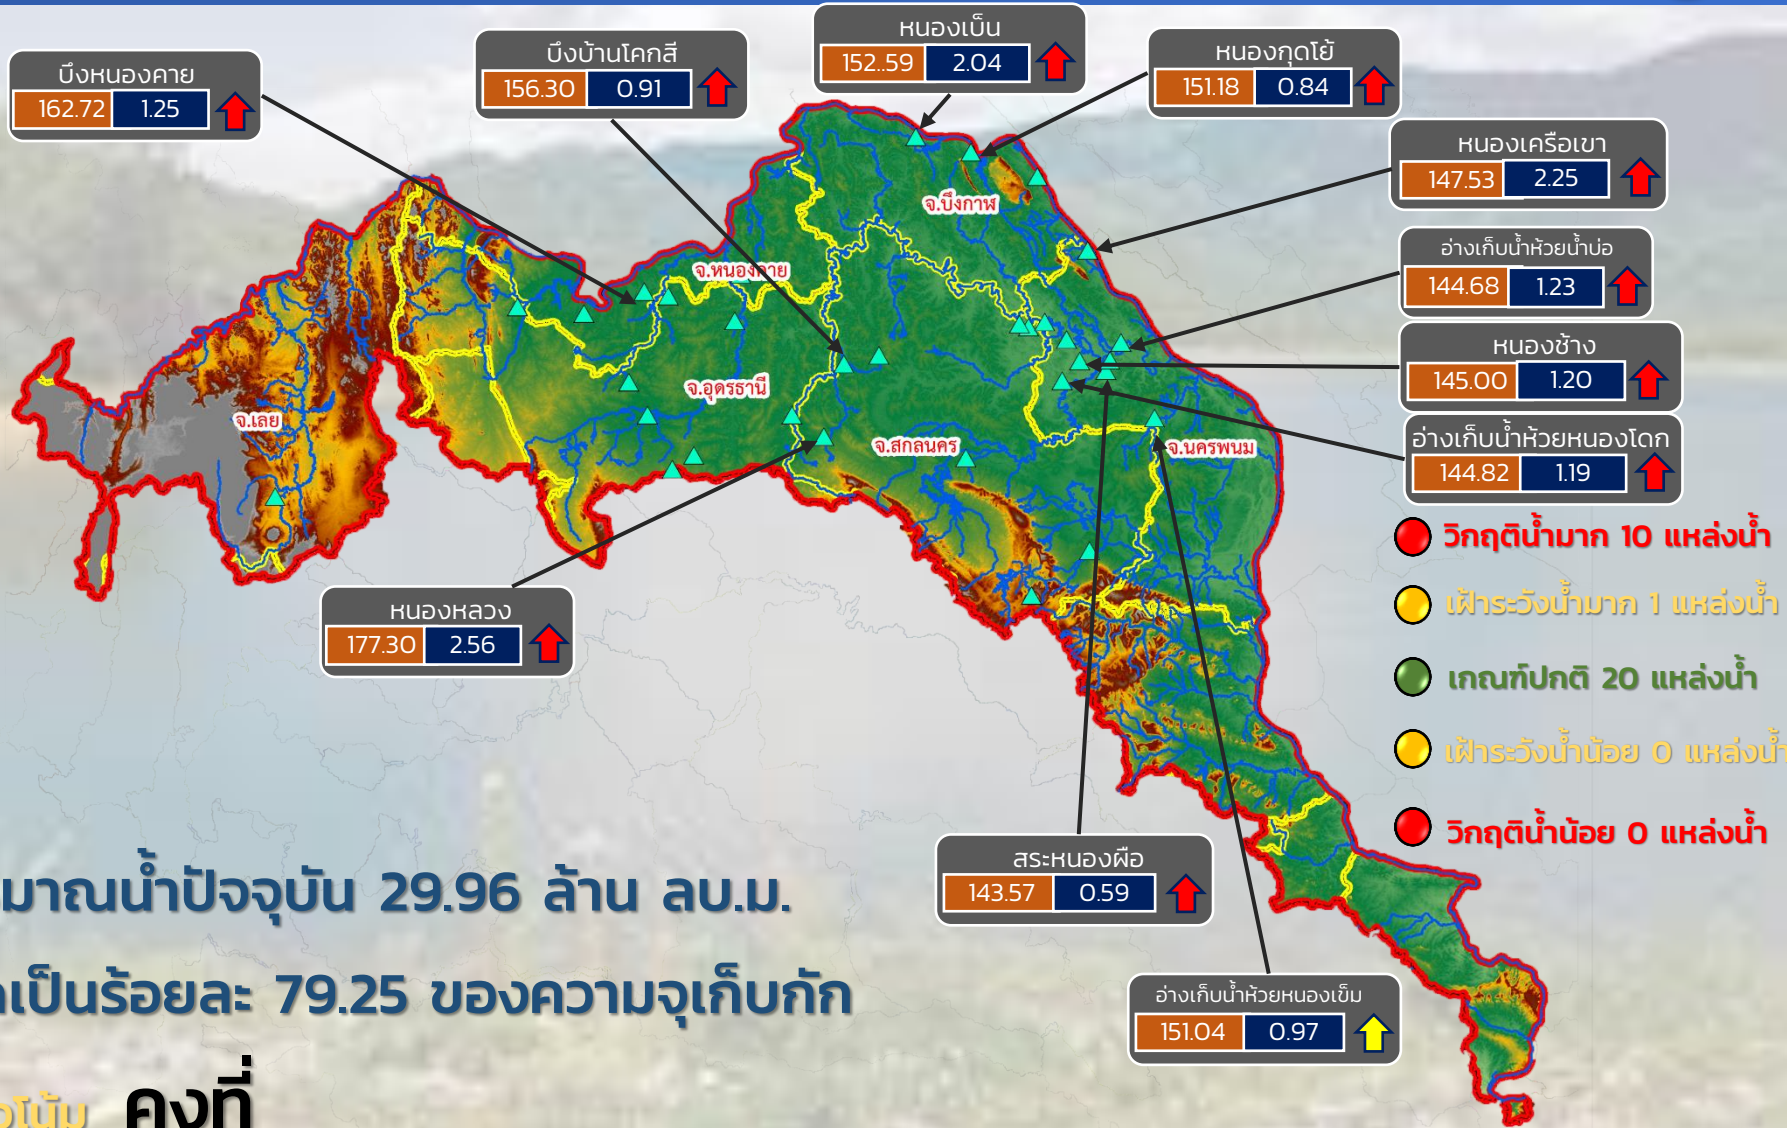 หนองเบ็น
152..59 2.04
บึงบ้านโคกสี
156.30 0.91
หนองกุดโย้
151.18 0.84
บึงหนองคาย
162.72 1.25
หนองเครือเขา
147.53 2.25
อ่างเก็บน้ำห้วยน้ำบ่อ
144.68 1.23
หนองช้าง
145.00 1.20
อ่างเก็บน้ำห้วยหนองโดก
144.82 1.19
จ.บึงกาฬ
จ.หนองคาย
จ.อุดรธานี
จ.เลย
จ.สกลนคร
จ.นครพนม
วิกฤติน้ำมาก 10 แหล่งน้ำ
เฝ้าระวังน้ำมาก 1 แหล่งน้ำ
เกณฑ์ปกติ 20 แหล่งน้ำ
เฝ้าระวังน้ำน้อย 0 แหล่งน้ำ
วิกฤติน้ำน้อย 0 แหล่งน้ำ
หนองหลวง
177.30 2.56
สระหนองผือ
143.57 0.59
อ่างเก็บน้ำห้วยหนองเข็ม
151.04 0.97
มาณน้ำปัจจุบัน 29.96 ล้าน ลบ.ม.
เป็นร้อยละ 79.25 ของความจุเก็บกัก
โน้ม คงที่